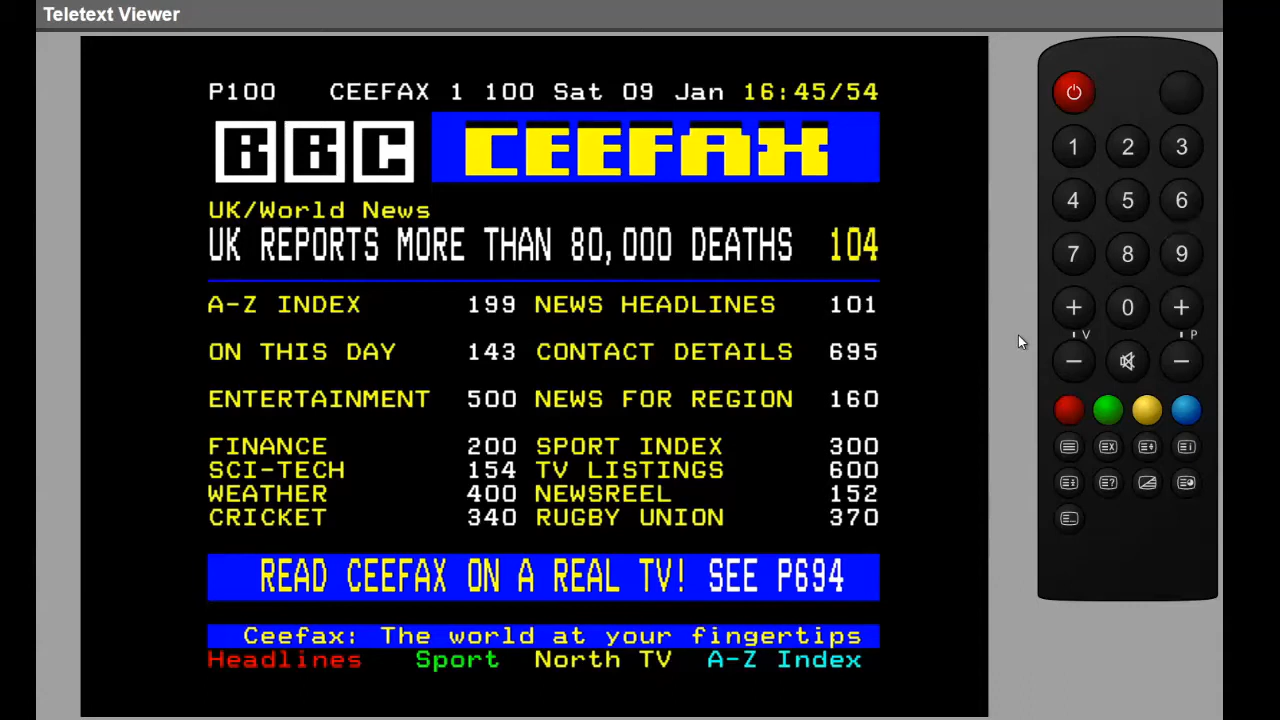 Teletext Viewer
P100 CEEFAX 1 100 Sat 09 Jan 16:45/54
BBC CEEFAX
UK/World News
UK REPORTS MORE THAN 80,000 DEATHS 104
A-Z INDEX 199 NEWS HEADLINES 101
ON THIS DAY 143 CONTACT DETAILS 695
ENTERTAINMENT 500 NEWS FOR REGION 160
FINANCE 200 SPORT INDEX 300
SCI-TECH 154 TV LISTINGS 600
WEATHER 400 NEWSREEL 152
CRICKET 340 RUGBY UNION 370
READ CEEFAX ON A REAL TV! SEE P694
Ceefax: The world at your fingertips
Headlines Sport North TV A-Z Index
1 2 3
4 5 6
7 8 9
+ 0 +
V P
− −